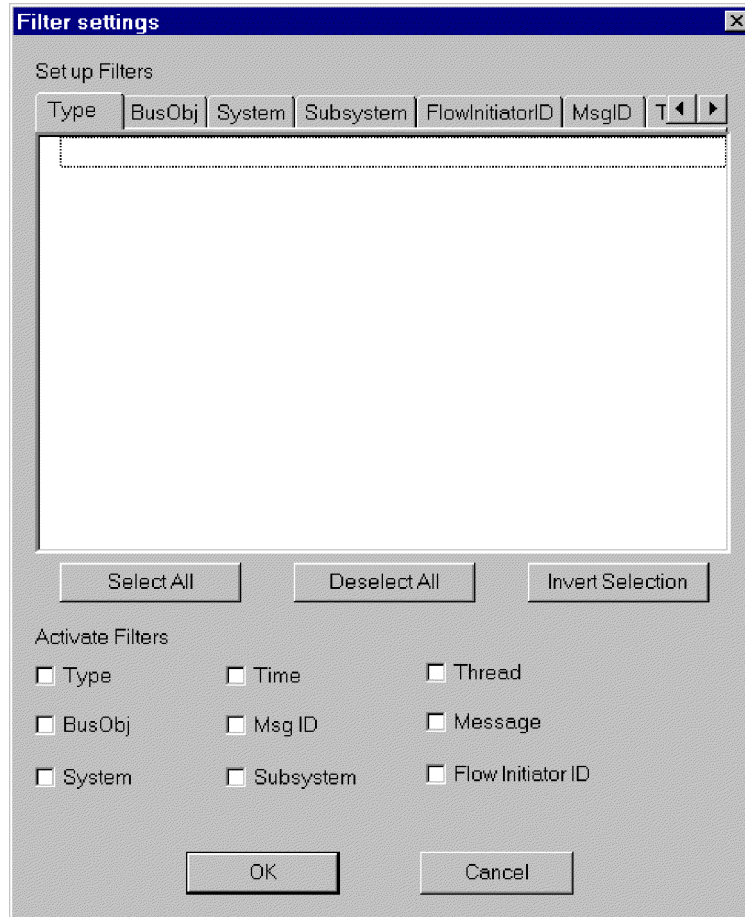 Filter settings
Set up Filters
Type BusObj System Subsystem FlowInitiatorID MsgID T
Select All Deselect All Invert Selection
Activate Filters
Type Time Thread
BusObj Msg ID Message
System Subsystem Flow Initiator ID
OK Cancel